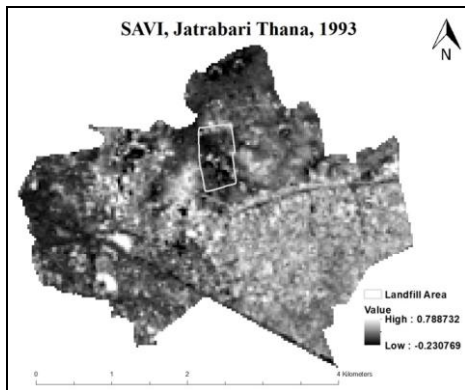 SAVI, Jatrabari Thana, 1993
N
Landfill Area
Value
High : 0.788732
Low : -0.230769
0 1 2 4 Kilometers